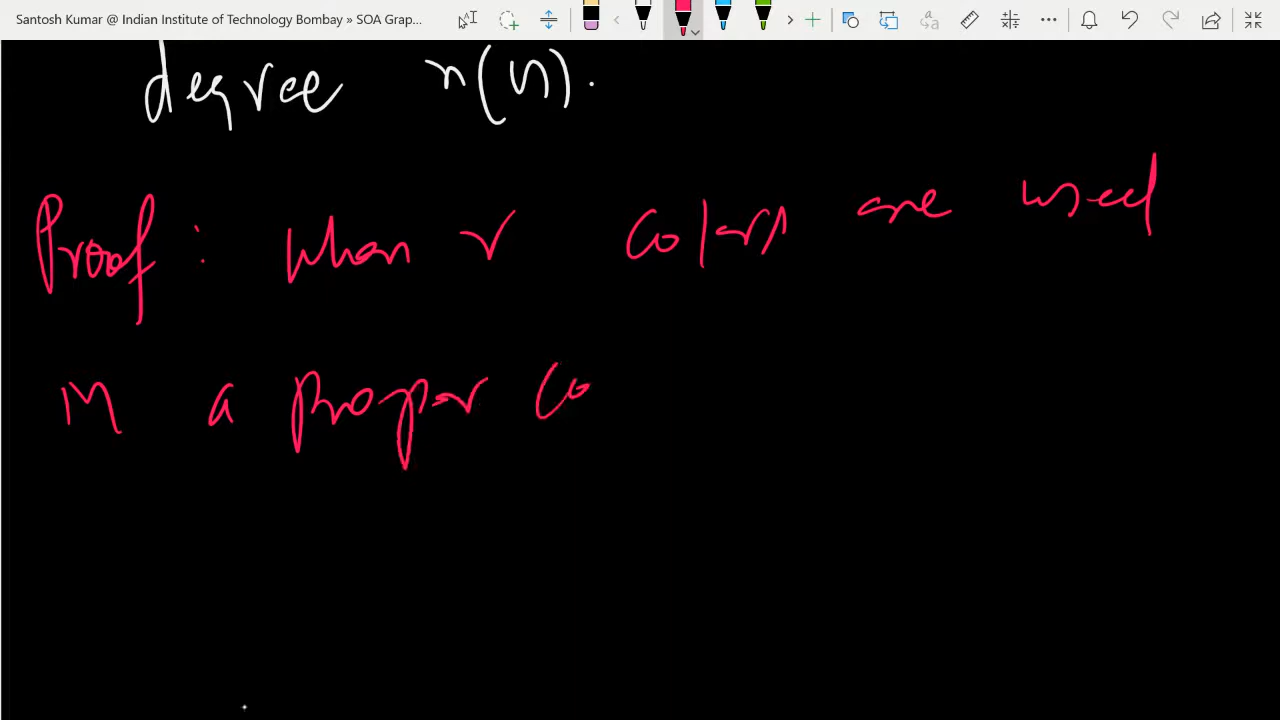 Santosh Kumar @ Indian Institute of Technology Bombay » SOA Grap...
degree n(G).
Proof: When r colors are used
in a proper co